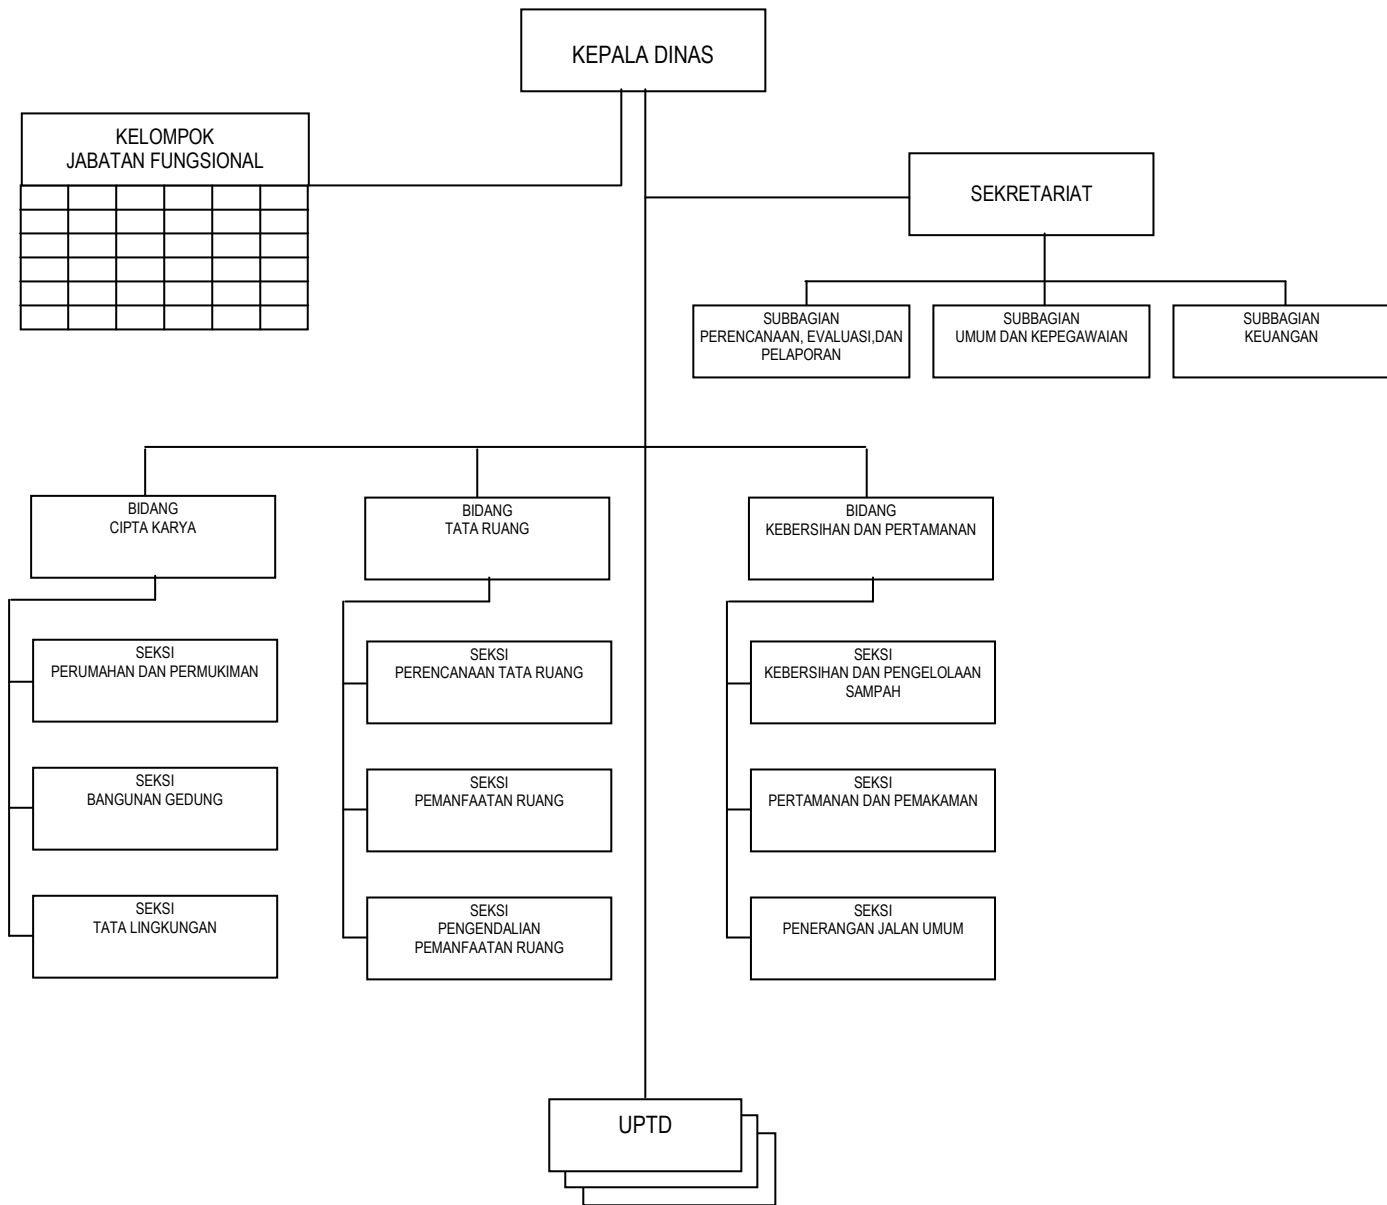 KEPALA DINAS
KELOMPOK
JABATAN FUNGSIONAL
SEKRETARIAT
SUBBAGIAN
PERENCANAAN, EVALUASI,DAN
PELAPORAN
SUBBAGIAN
UMUM DAN KEPEGAWAIAN
SUBBAGIAN
KEUANGAN
BIDANG
CIPTA KARYA
BIDANG
TATA RUANG
BIDANG
KEBERSIHAN DAN PERTAMANAN
SEKSI
PERUMAHAN DAN PERMUKIMAN
SEKSI
PERENCANAAN TATA RUANG
SEKSI
KEBERSIHAN DAN PENGELOLAAN
SAMPAH
SEKSI
BANGUNAN GEDUNG
SEKSI
PEMANFAATAN RUANG
SEKSI
PERTAMANAN DAN PEMAKAMAN
SEKSI
TATA LINGKUNGAN
SEKSI
PENGENDALIAN
PEMANFAATAN RUANG
SEKSI
PENERANGAN JALAN UMUM
UPTD